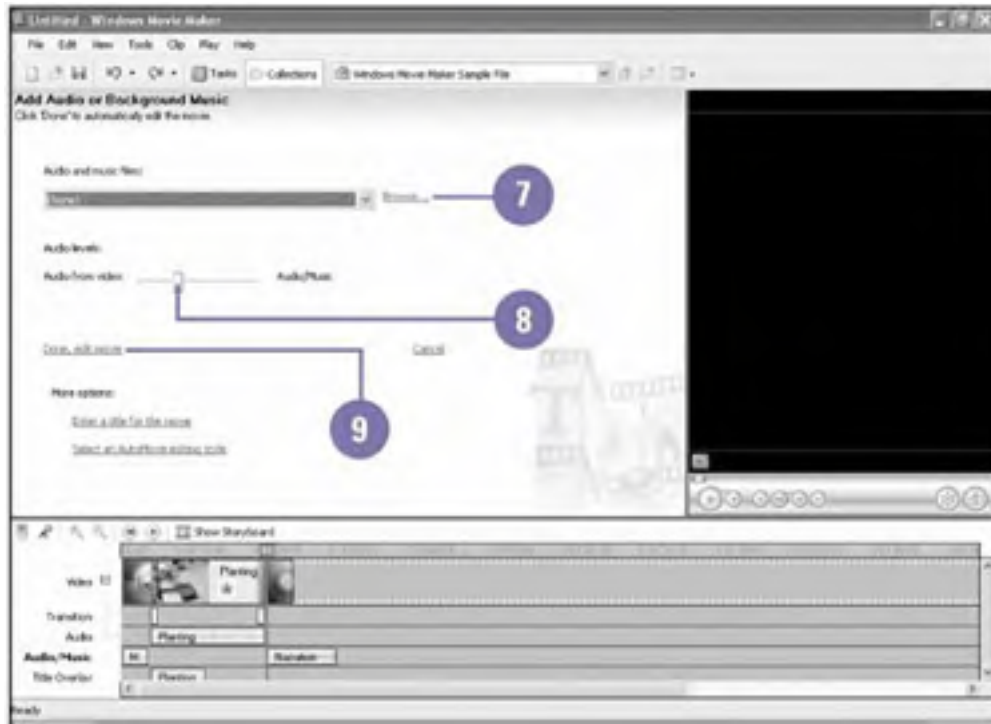 Untitled - Windows Movie Maker
File Edit View Tools Clip Play Help
Tasks Collections Windows Movie Maker Sample File
Add Audio or Background Music
Click "Done" to automatically edit the movie.
Audio and music files:
(None) Browse... 7
Audio levels:
Audio from video Audio/Music
8
Done, edit movie Cancel
9
More options:
Enter a title for the movie
Select an AutoMovie editing style
Show Storyboard
Video Planting
Transition
Audio Planting
Audio/Music Narration
Title Overlay Planting
Ready